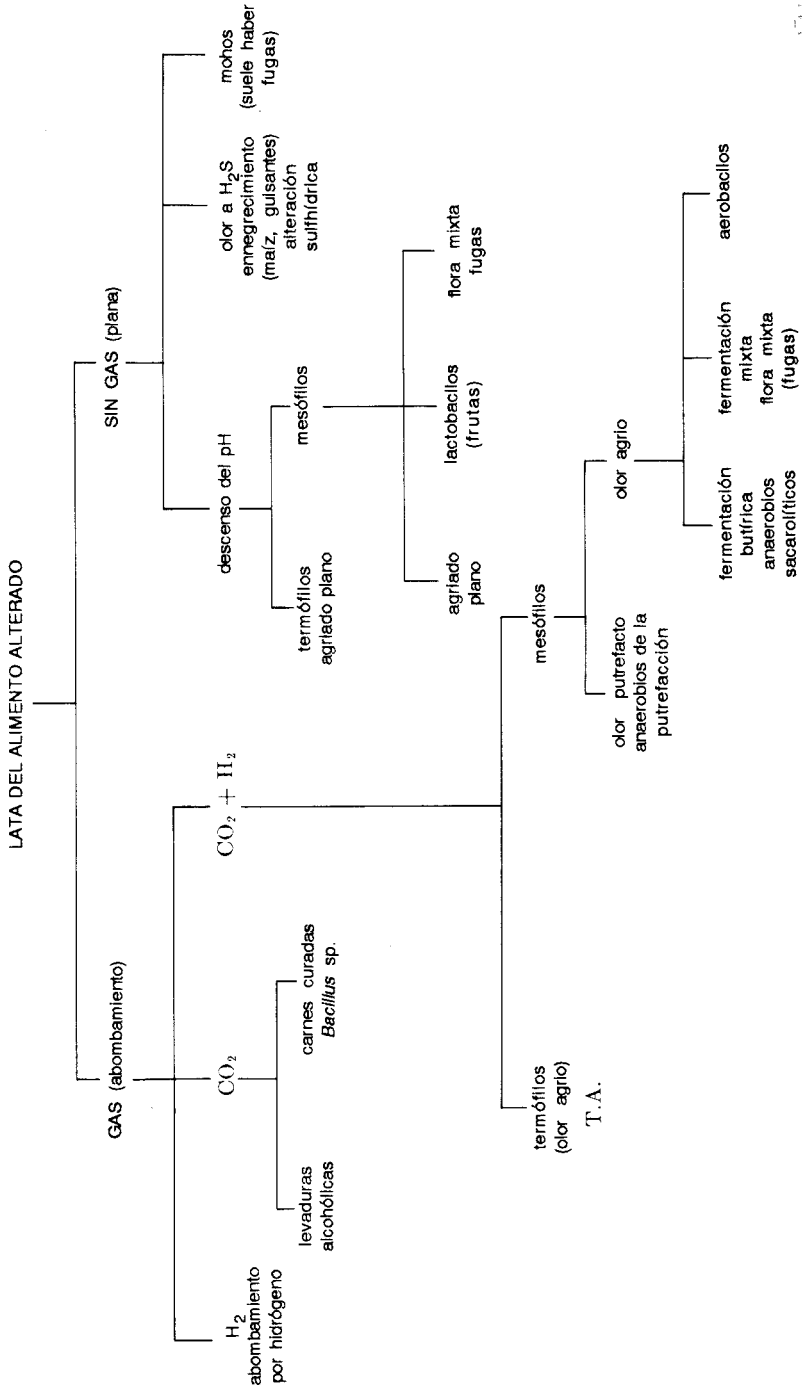 LATA DEL ALIMENTO ALTERADO
GAS (abombamiento)
SIN GAS (plana)
H₂
abombamiento
por hidrógeno
CO₂
CO₂ + H₂
descenso del pH
olor a H₂S
ennegrecimiento
(maíz, guisantes)
alteración
sulfhídrica
mohos
(suele haber
fugas)
levaduras
alcohólicas
carnes curadas
Bacillus sp.
termófilos
agriado plano
mesófilos
agriado
plano
lactobacilos
(frutas)
flora mixta
fugas
termófilos
(olor agrio)
T.A.
mesófilos
olor putrefacto
anaerobios de la
putrefacción
olor agrio
fermentación
butírica
anaerobios
sacarolíticos
fermentación
mixta
flora mixta
(fugas)
aerobacilos